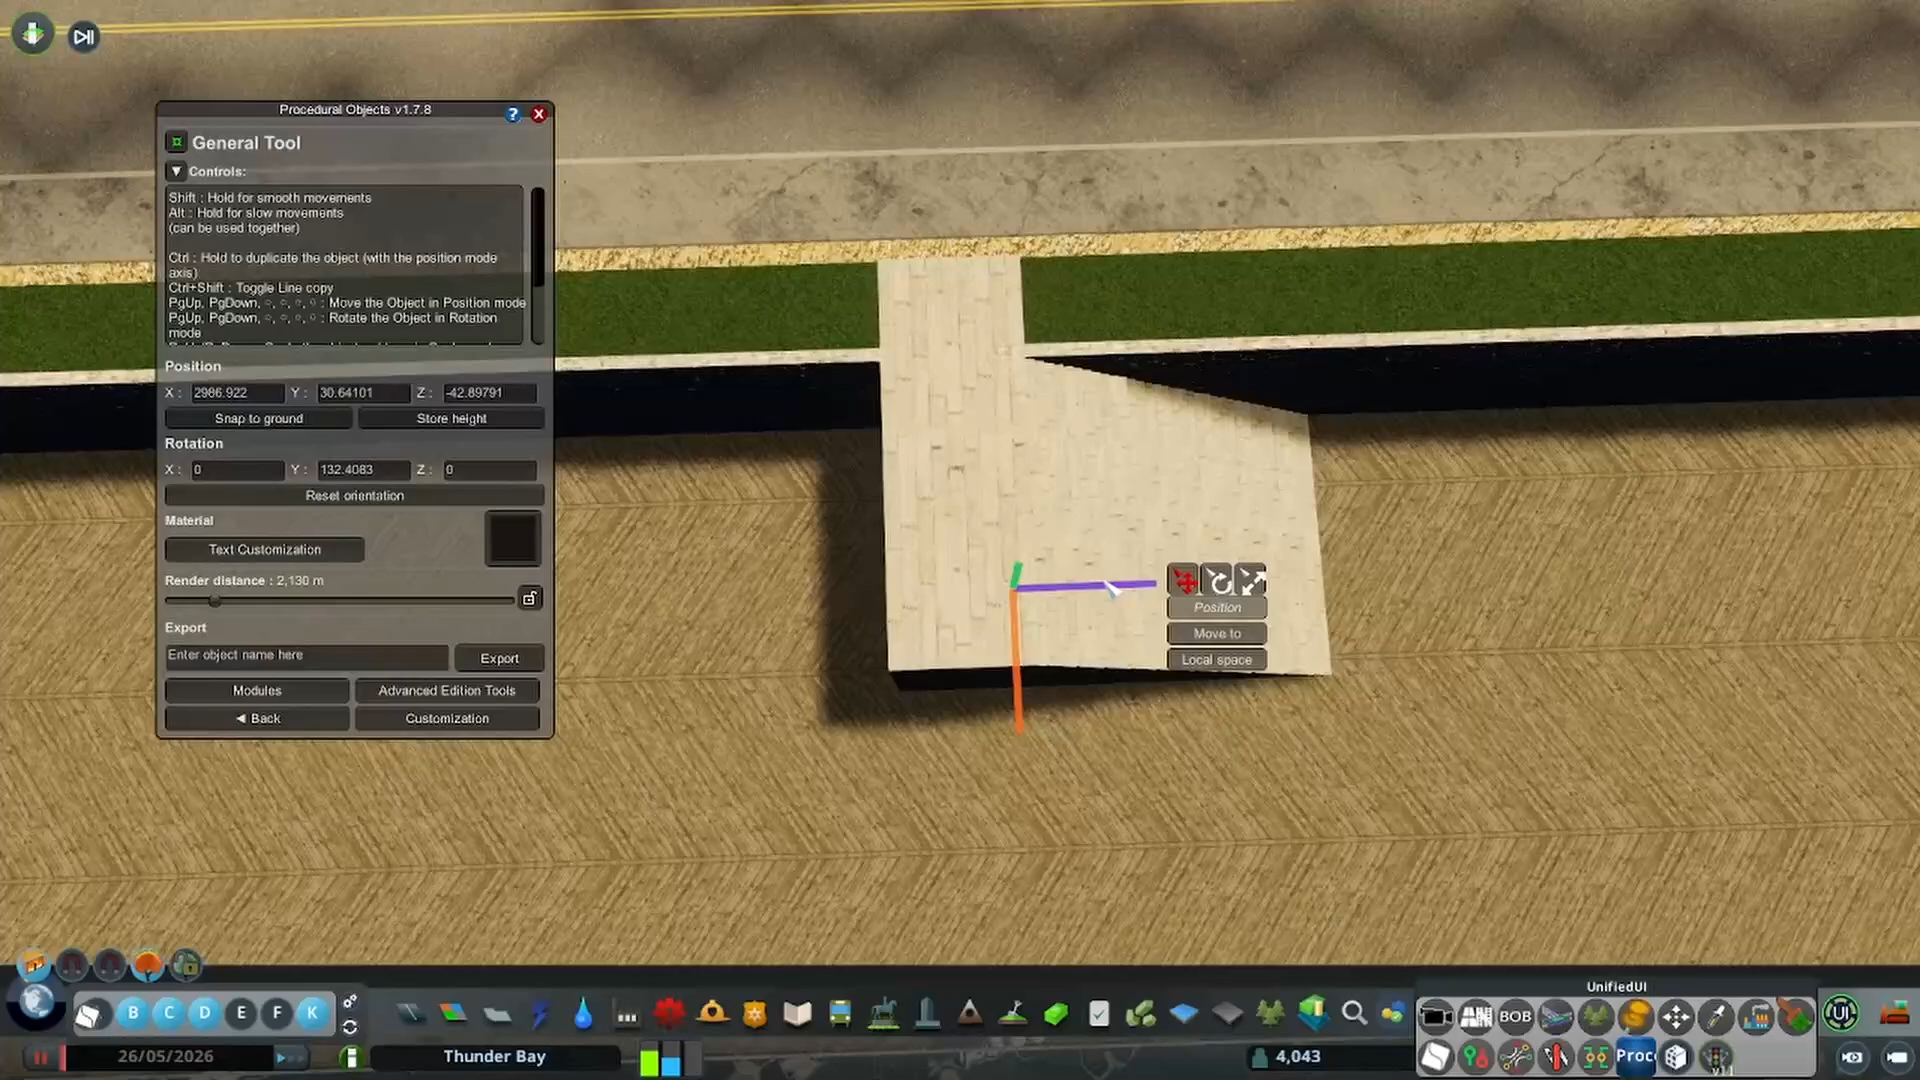 Procedural Objects v1.7.8
?
X
General Tool
▼ Controls:
Shift : Hold for smooth movements
Alt : Hold for slow movements
(can be used together)
Ctrl : Hold to duplicate the object (with the position mode
axis)
Ctrl+Shift : Toggle Line copy
PgUp, PgDown, ○, ○, ○, ○ : Move the Object in Position mode
PgUp, PgDown, ○, ○, ○, ○ : Rotate the Object in Rotation
mode
Position
X : 2986.922 Y : 30.64101 Z : -42.89791
Snap to ground Store height
Rotation
X : 0 Y : 132.4083 Z : 0
Reset orientation
Material
Text Customization
Render distance : 2,130 m
Export
Enter object name here Export
Modules Advanced Edition Tools
◄ Back Customization
Position
Move to
Local space
UnifiedUI
B C D E F K
BOB
UI
26/05/2026
Thunder Bay
4,043
Proc
v11